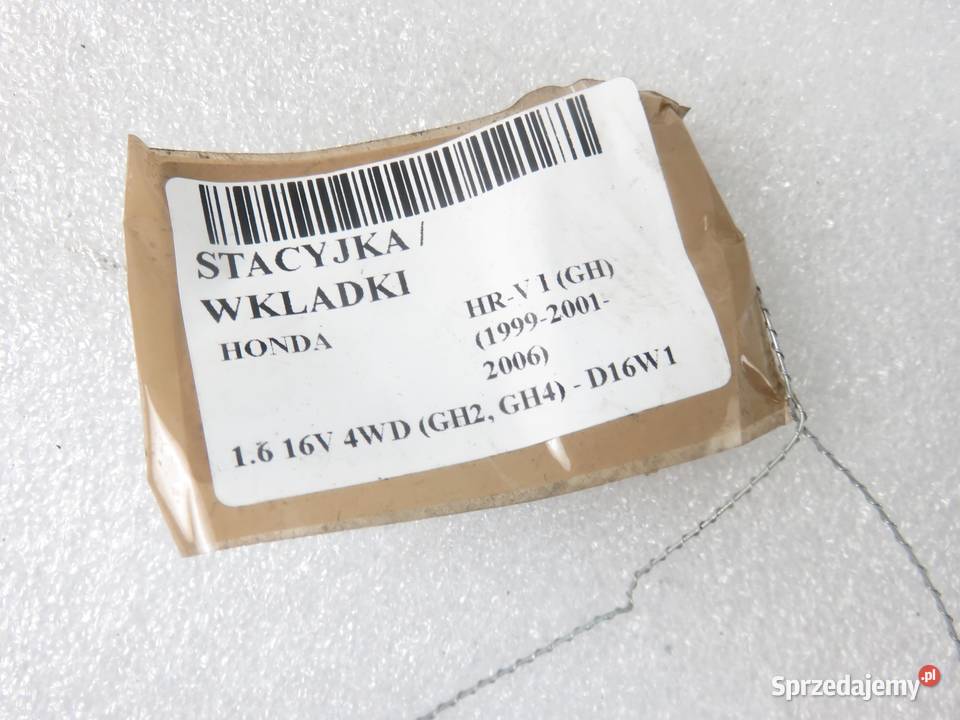 STACYJKA /
WKLADKI
HONDA
HR-V I (GH)
(1999-2001-
2006)
1.6 16V 4WD (GH2, GH4) - D16W1
Sprzedajemy.pl